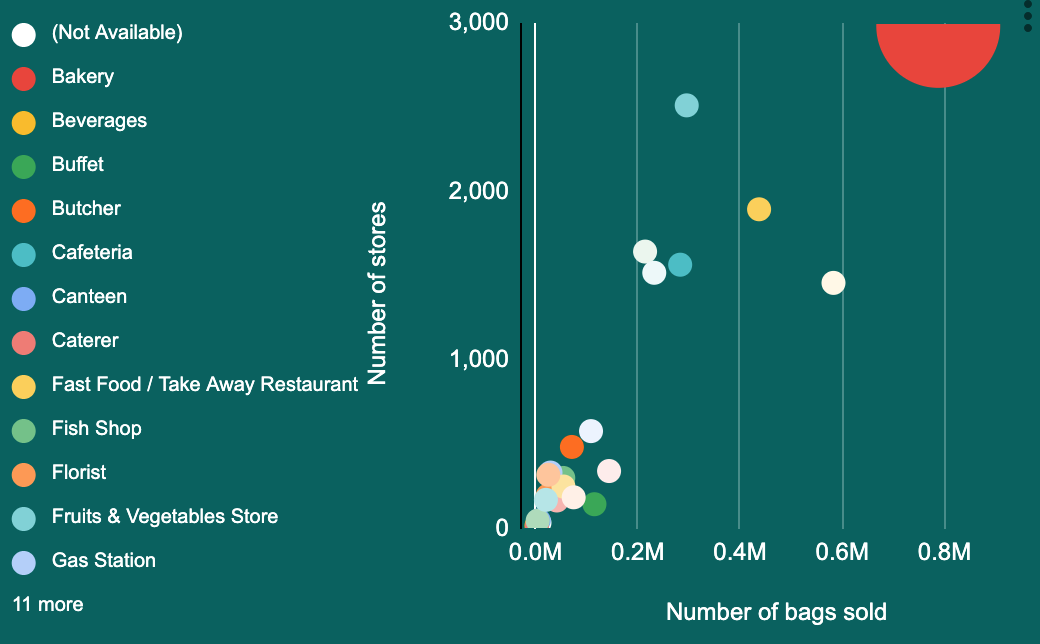 (Not Available)
Bakery
Beverages
Buffet
Butcher
Cafeteria
Canteen
Caterer
Fast Food / Take Away Restaurant
Fish Shop
Florist
Fruits & Vegetables Store
Gas Station
11 more
Number of stores
3,000
2,000
1,000
0
0.0M 0.2M 0.4M 0.6M 0.8M
Number of bags sold